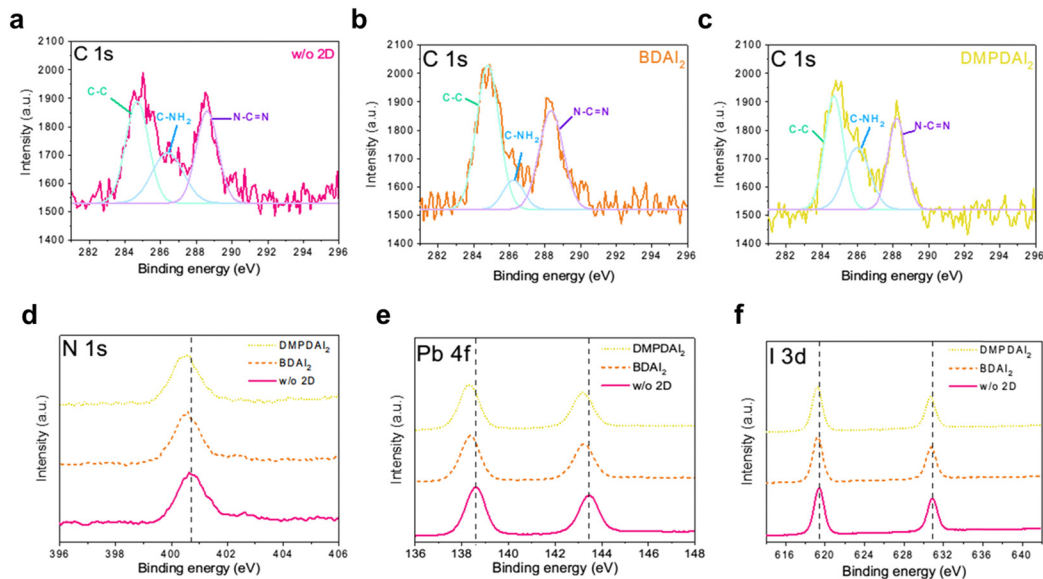 a
C 1s
w/o 2D
C-C
C-NH₂
N-C=N
Intensity (a.u.)
2100
2000
1900
1800
1700
1600
1500
1400
282 284 286 288 290 292 294 296
Binding energy (eV)
b
C 1s
BDAI₂
C-C
C-NH₂
N-C=N
Intensity (a.u.)
2100
2000
1900
1800
1700
1600
1500
1400
282 284 286 288 290 292 294 296
Binding energy (eV)
c
C 1s
DMPDAI₂
C-C
C-NH₂
N-C=N
Intensity (a.u.)
2100
2000
1900
1800
1700
1600
1500
1400
282 284 286 288 290 292 294 296
Binding energy (eV)
d
N 1s
DMPDAI₂
BDAI₂
w/o 2D
Intensity (a.u.)
396 398 400 402 404 406
Binding energy (eV)
e
Pb 4f
DMPDAI₂
BDAI₂
w/o 2D
Intensity (a.u.)
136 138 140 142 144 146 148
Binding energy (eV)
f
I 3d
DMPDAI₂
BDAI₂
w/o 2D
Intensity (a.u.)
616 620 624 628 632 636 640
Binding energy (eV)